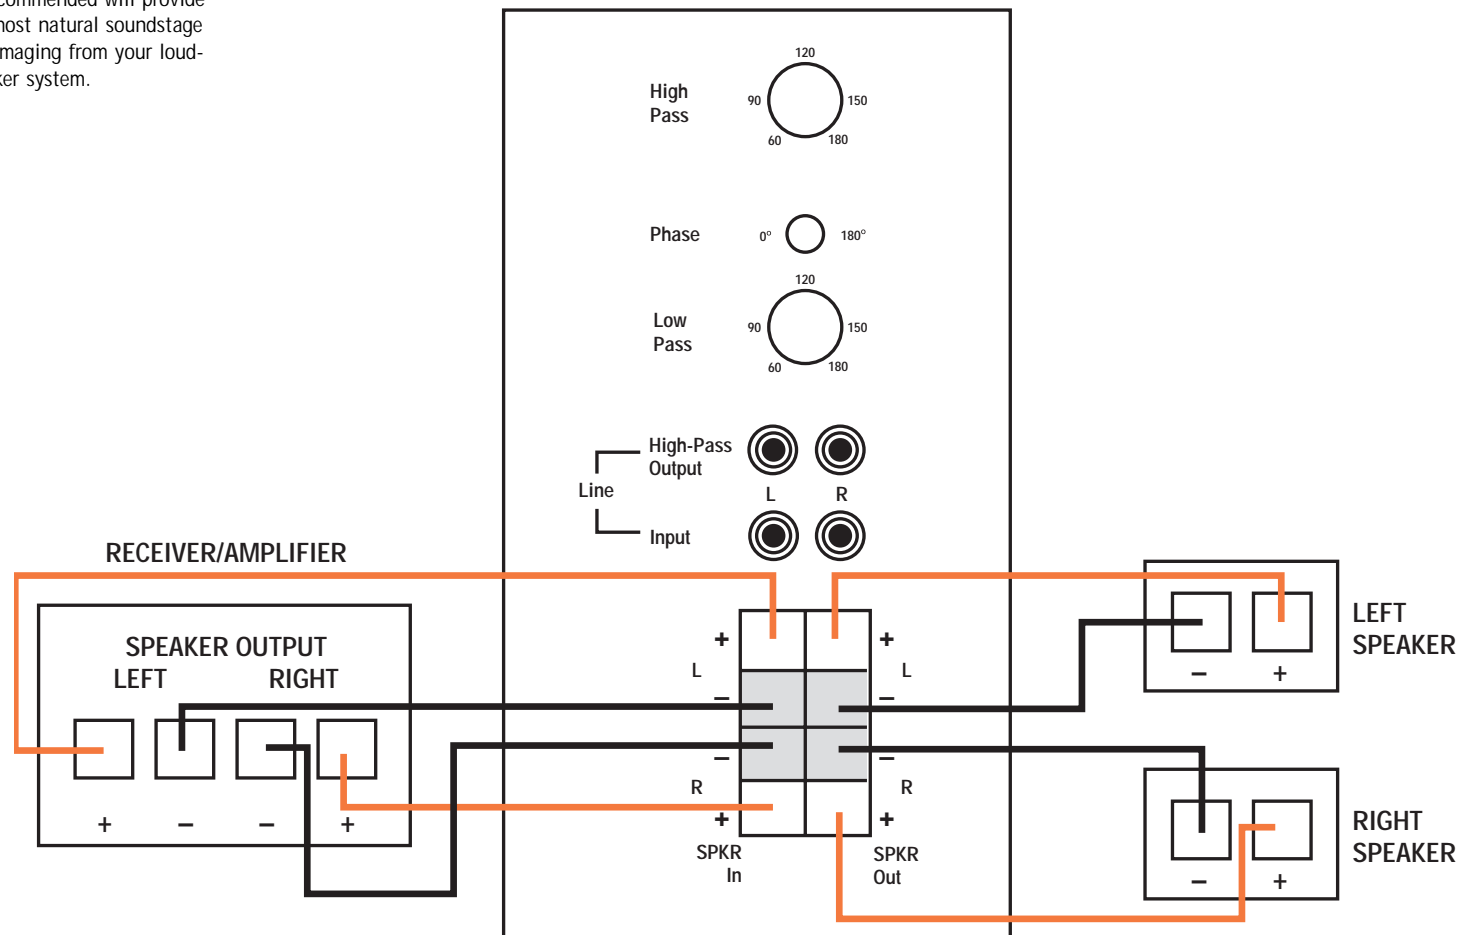 commended will provide
most natural soundstage
imaging from your loud-
ker system.
120
High
Pass
90
150
60
180
Phase
0°
180°
120
Low
Pass
90
150
60
180
High-Pass
Output
Line
L
R
Input
RECEIVER/AMPLIFIER
SPEAKER OUTPUT
LEFT
RIGHT
+
–
–
+
+
L
–
–
R
+
SPKR
In
+
L
–
–
R
+
SPKR
Out
LEFT
SPEAKER
–
+
RIGHT
SPEAKER
–
+